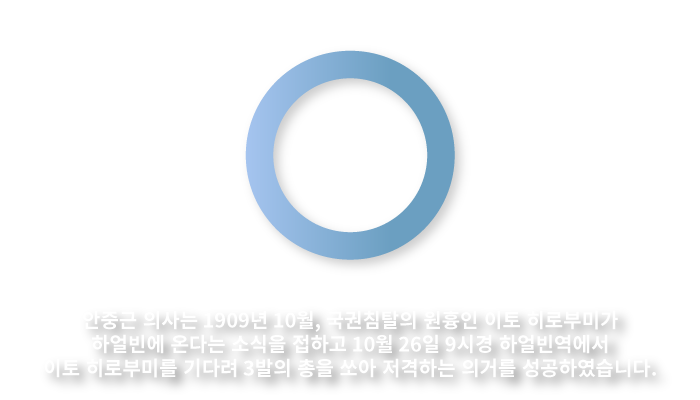 안중근 의사는 1909년 10월, 국권침탈의 원흉인 이토 히로부미가
하얼빈에 온다는 소식을 접하고 10월 26일 9시경 하얼빈역에서
이토 히로부미를 기다려 3발의 총을 쏘아 저격하는 의거를 성공하였습니다.